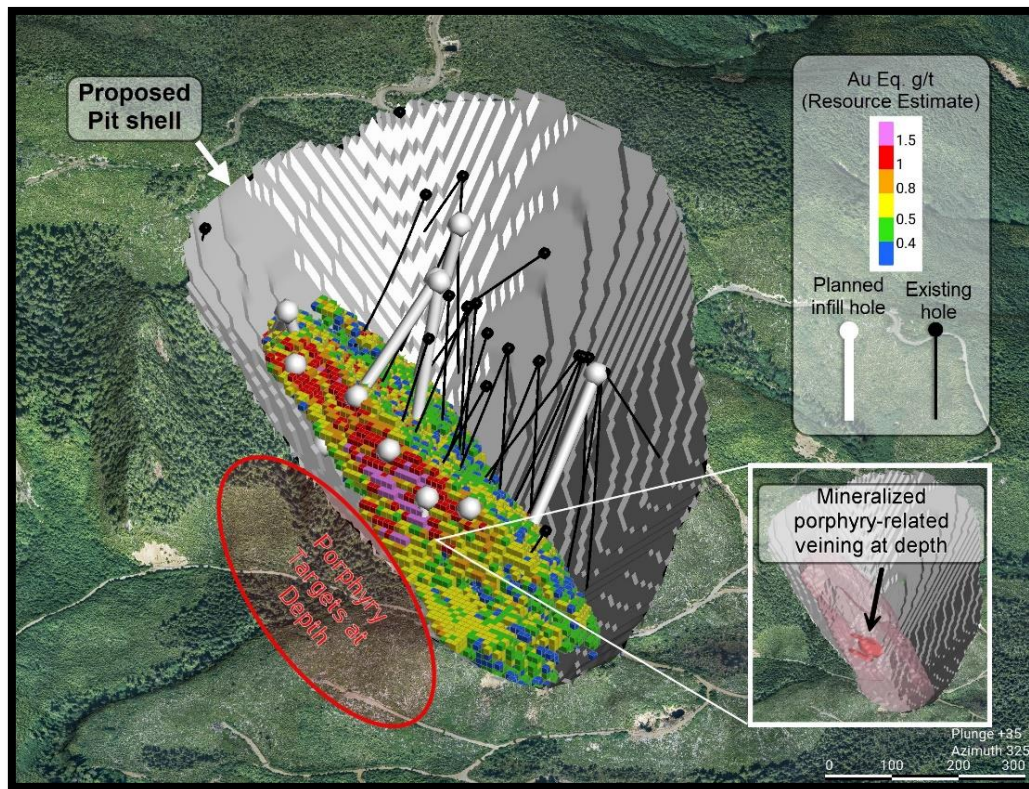 Proposed
Pit shell
Au Eq. g/t
(Resource Estimate)
1.5
1
0.8
0.5
0.4
Planned
infill hole
Existing
hole
Porphyry
Targets at
Depth
Mineralized
porphyry-related
veining at depth
Plunge +35
Azimuth 325
0 100 200 300